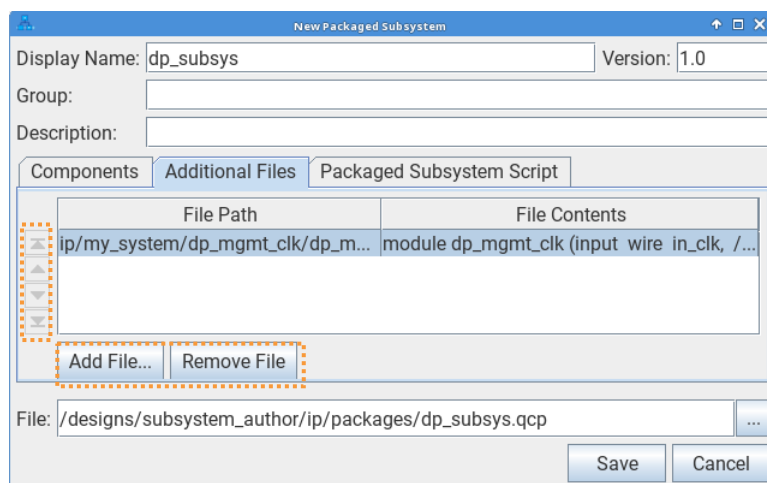 New Packaged Subsystem
Display Name: dp_subsys Version: 1.0
Group:
Description:
Components Additional Files Packaged Subsystem Script
File Path File Contents
ip/my_system/dp_mgmt_clk/dp_m... module dp_mgmt_clk (input wire in_clk, /...
Add File... Remove File
File: /designs/subsystem_author/ip/packages/dp_subsys.qcp ...
Save Cancel